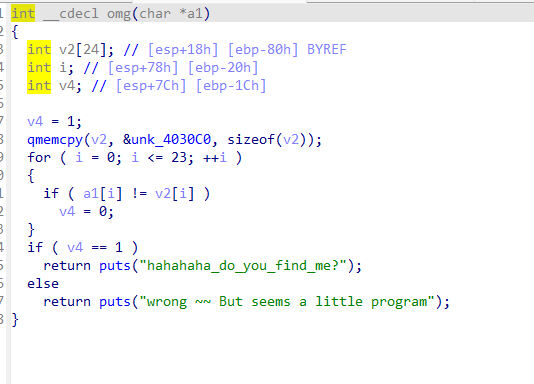 1 int __cdecl omg(char *a1)
2 {
3 int v2[24]; // [esp+18h] [ebp-80h] BYREF
4 int i; // [esp+78h] [ebp-20h]
5 int v4; // [esp+7Ch] [ebp-1Ch]
6
7 v4 = 1;
8 qmemcpy(v2, &unk_4030C0, sizeof(v2));
9 for ( i = 0; i <= 23; ++i )
0 {
1 if ( a1[i] != v2[i] )
2 v4 = 0;
3 }
4 if ( v4 == 1 )
5 return puts("hahahaha_do_you_find_me?");
6 else
7 return puts("wrong ~~ But seems a little program");
8 }